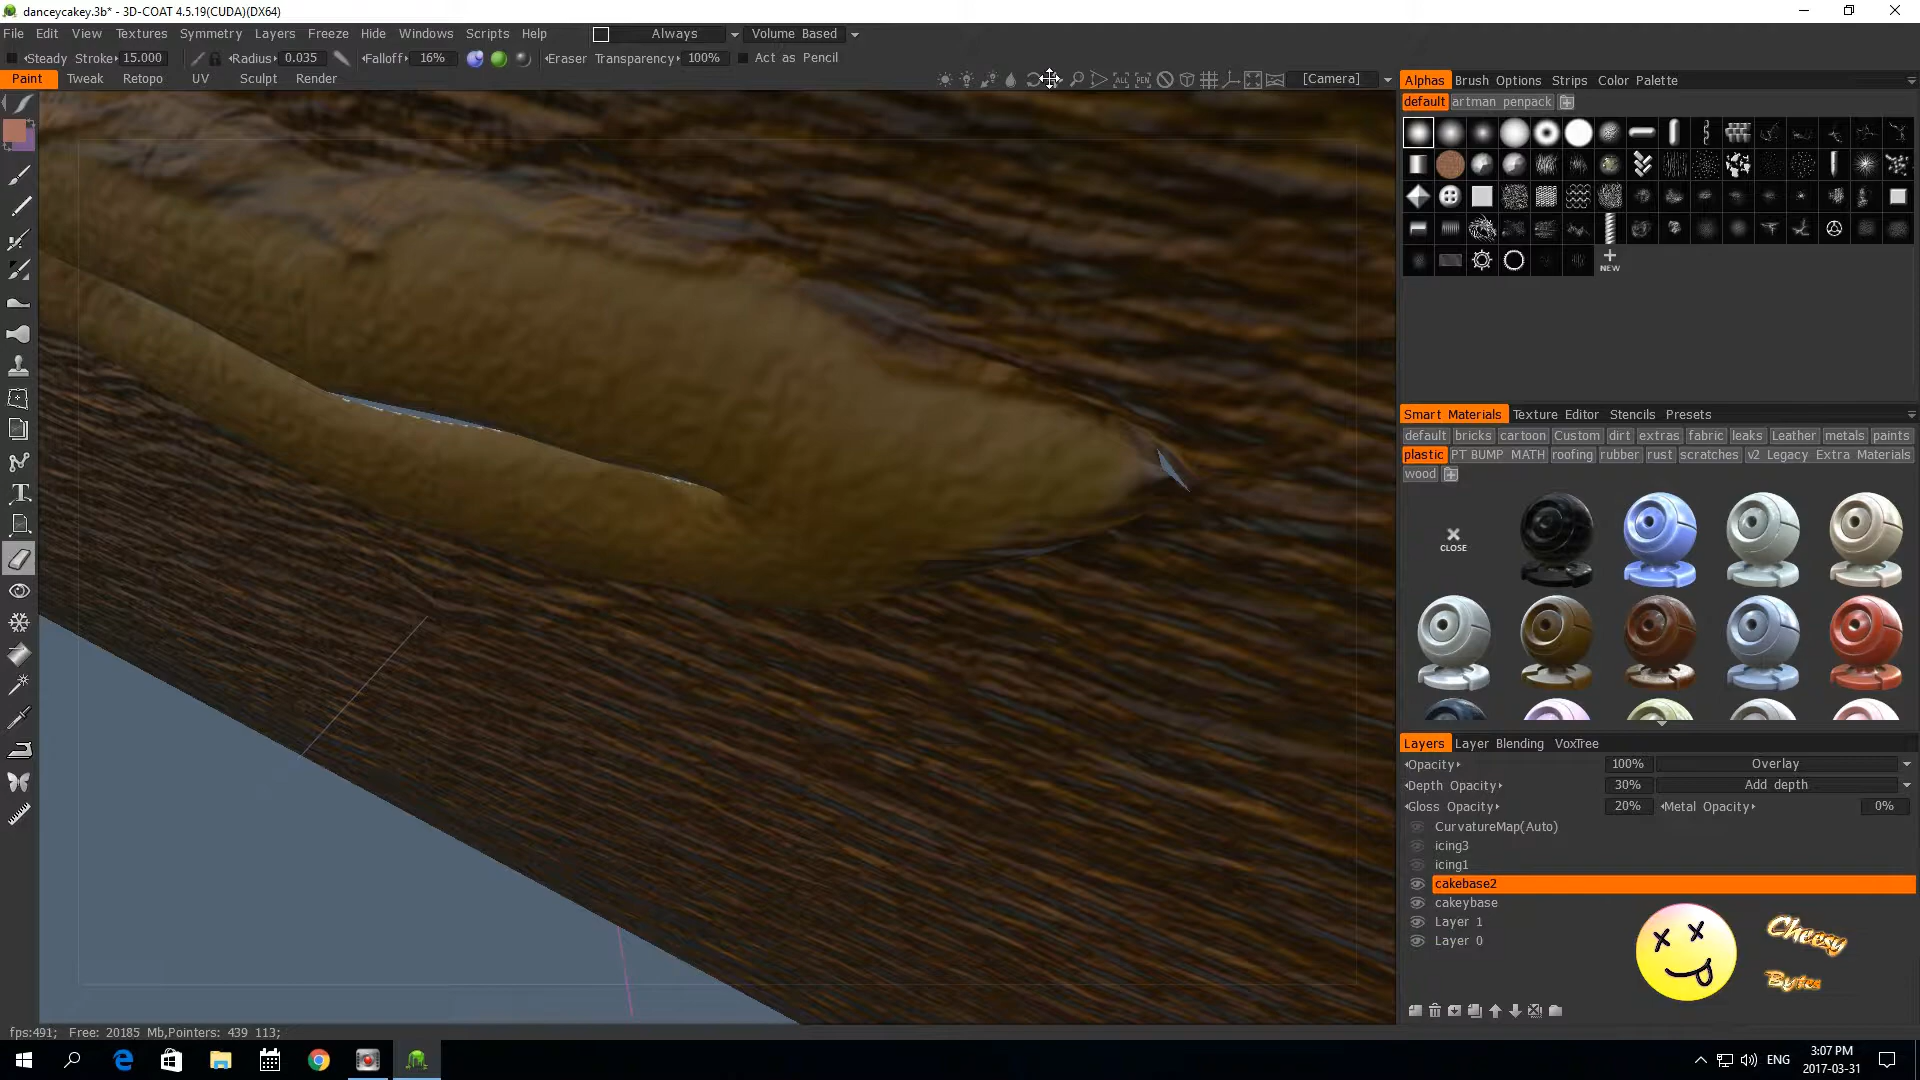 danceycakey.3b* - 3D-COAT 4.5.19(CUDA)(DX64)
File Edit View Textures Symmetry Layers Freeze Hide Windows Scripts Help Always Volume Based
Steady Stroke 15.000 Radius 0.035 Falloff 16% Eraser Transparency 100% Act as Pencil
Paint Tweak Retopo UV Sculpt Render [Camera]
Alphas Brush Options Strips Color Palette
default artman penpack
NEW
Smart Materials Texture Editor Stencils Presets
default bricks cartoon Custom dirt extras fabric leaks Leather metals paints
plastic PT BUMP MATH roofing rubber rust scratches v2 Legacy Extra Materials
wood
CLOSE
Layers Layer Blending VoxTree
Opacity 100% Overlay
Depth Opacity 30% Add depth
Gloss Opacity 20% Metal Opacity 0%
CurvatureMap(Auto)
icing3
icing1
cakebase2
cakeybase
Layer 1
Layer 0
Cheesy
Bytes
fps:491; Free: 20185 Mb,Pointers: 439 113;
ENG
3:07 PM
2017-03-31